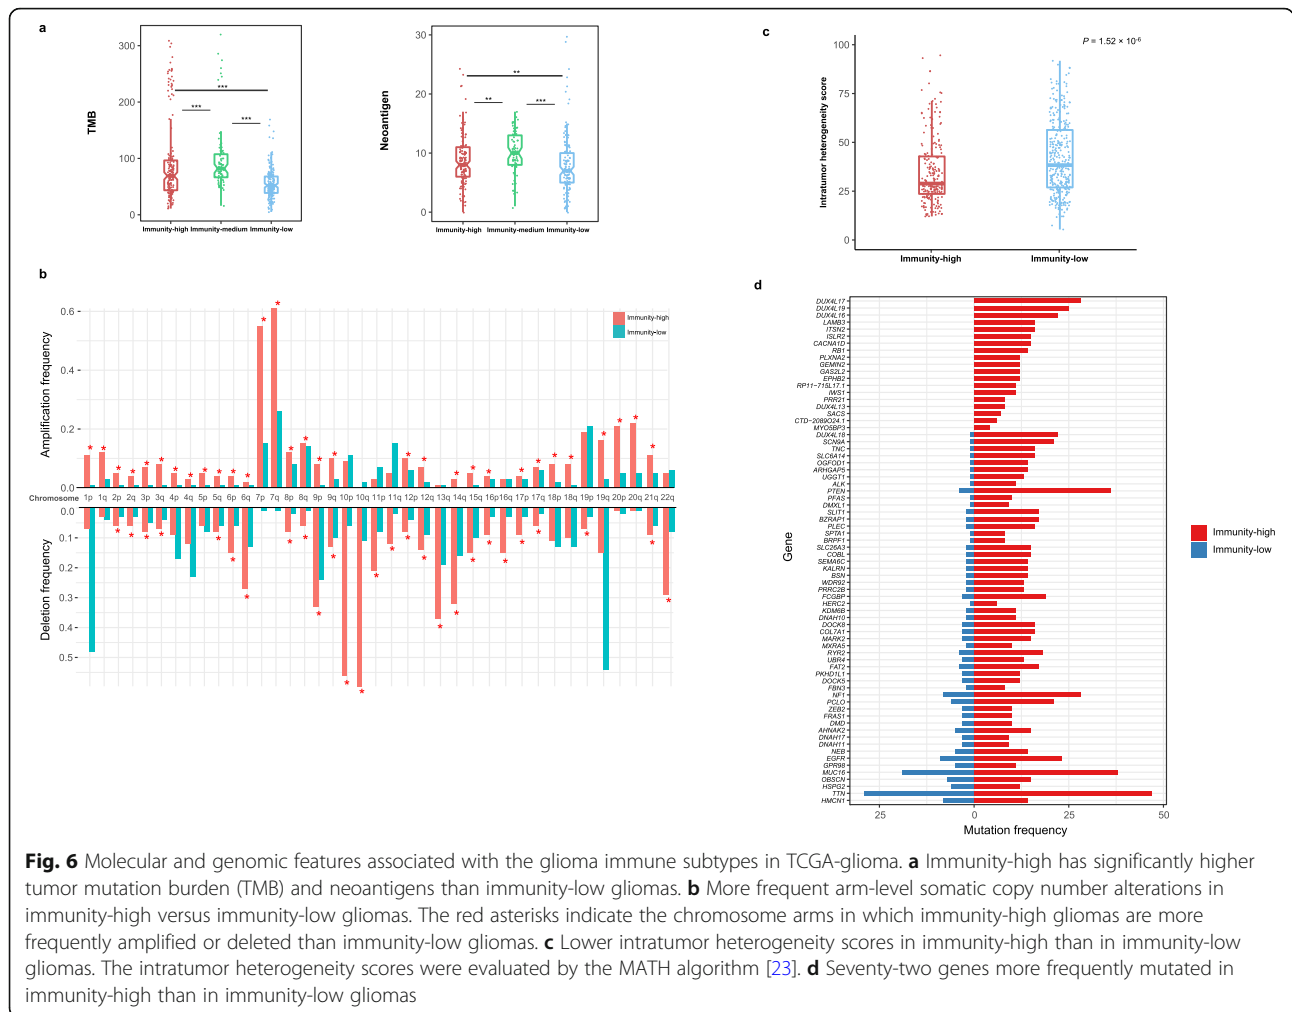 a
300
200
100
0
TMB
***
***
***
Immunity-high Immunity-medium Immunity-low
30
20
10
0
Neoantigen
**
**
***
Immunity-high Immunity-medium Immunity-low
c
P = 1.52 × 10-6
100
75
50
25
0
Intratumor heterogeneity score
Immunity-high Immunity-low
b
0.6
0.4
0.2
0.0
Amplification frequency
Immunity-high
Immunity-low
Chromosome 1p 1q 2p 2q 3p 3q 4p 4q 5p 5q 6p 6q 7p 7q 8p 8q 9p 9q 10p 10q 11p 11q 12p 12q 13q 14q 15q 16p 16q 17p 17q 18p 18q 19p 19q 20p 20q 21q 22q
0.0
0.1
0.2
0.3
0.4
0.5
Deletion frequency
d
DUX4L17
DUX4L19
DUX4L16
LAMB3
ITSN2
ISLR2
CACNA1D
RB1
PLXNA2
GEMIN2
GAS2L2
EPHB2
RP11-715L17.1
IWS1
PRR21
DUX4L13
SACS
CTD-2089O24.1
MYO5BP3
DUX4L18
SCN9A
TNC
SLC6A14
OGFOD1
ARHGAP5
UGGT1
ALK
PTEN
PFAS
DMXL1
SLIT1
BZRAP1
PLEC
SPTA1
BRPF1
SLC26A3
COBL
SEMA6C
KALRN
BSN
WDR92
PRRC2B
FCGBP
HERC2
KDM6B
DNAH10
DOCK8
COL7A1
MARK2
MXRA5
RYR2
UBR4
FAT2
PKHD1L1
DOCK5
FBN3
NF1
PCLO
ZEB2
FRAS1
DMD
AHNAK2
DNAH17
DNAH11
NEB
EGFR
GPR98
MUC16
OBSCN
HSPG2
TTN
HMCN1
Gene
25 0 25 50
Mutation frequency
Immunity-high
Immunity-low
Fig. 6 Molecular and genomic features associated with the glioma immune subtypes in TCGA-glioma. a Immunity-high has significantly higher
tumor mutation burden (TMB) and neoantigens than immunity-low gliomas. b More frequent arm-level somatic copy number alterations in
immunity-high versus immunity-low gliomas. The red asterisks indicate the chromosome arms in which immunity-high gliomas are more
frequently amplified or deleted than immunity-low gliomas. c Lower intratumor heterogeneity scores in immunity-high than in immunity-low
gliomas. The intratumor heterogeneity scores were evaluated by the MATH algorithm [23]. d Seventy-two genes more frequently mutated in
immunity-high than in immunity-low gliomas